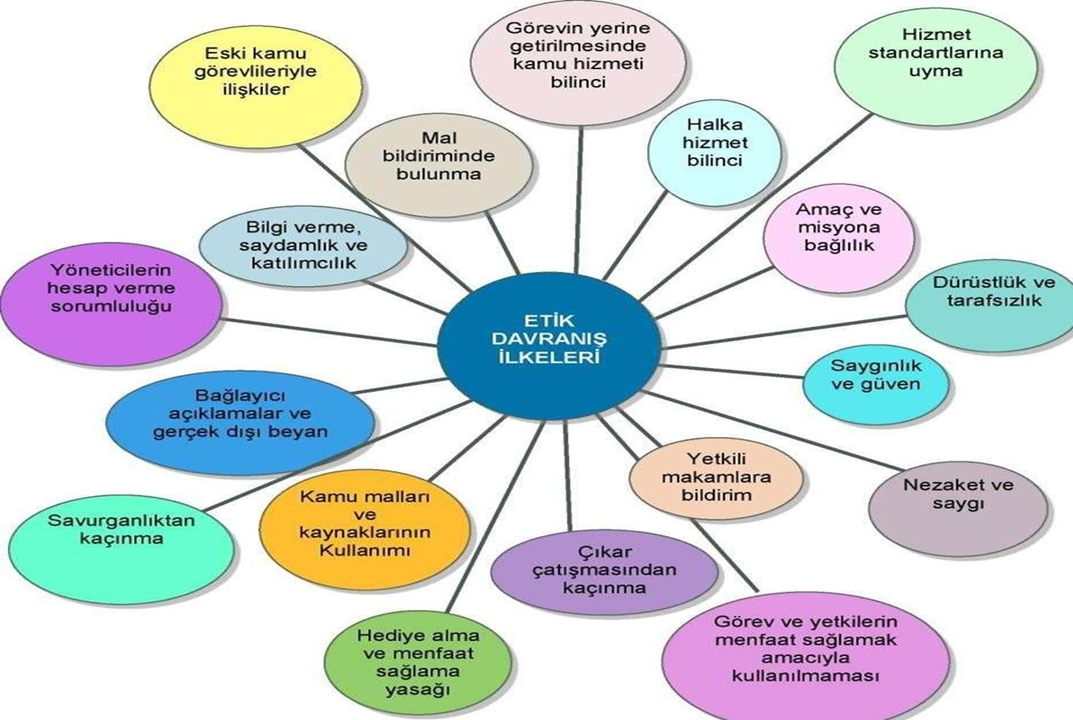 Eski kamu
görevlileriyle
ilişkiler
Görevin yerine
getirilmesinde
kamu hizmeti
bilinci
Hizmet
standartlarına
uyma
Mal
bildiriminde
bulunma
Halka
hizmet
bilinci
Bilgi verme,
saydamlık ve
katılımcılık
Amaç ve
misyona
bağlılık
Yöneticilerin
hesap verme
sorumluluğu
Dürüstlük ve
tarafsızlık
ETİK
DAVRANIŞ
İLKELERİ
Saygınlık
ve güven
Bağlayıcı
açıklamalar ve
gerçek dışı beyan
Yetkili
makamlara
bildirim
Nezaket ve
saygı
Savurganlıktan
kaçınma
Kamu malları
ve
kaynaklarının
Kullanımı
Çıkar
çatışmasından
kaçınma
Hediye alma
ve menfaat
sağlama
yasağı
Görev ve yetkilerin
menfaat sağlamak
amacıyla
kullanılmaması